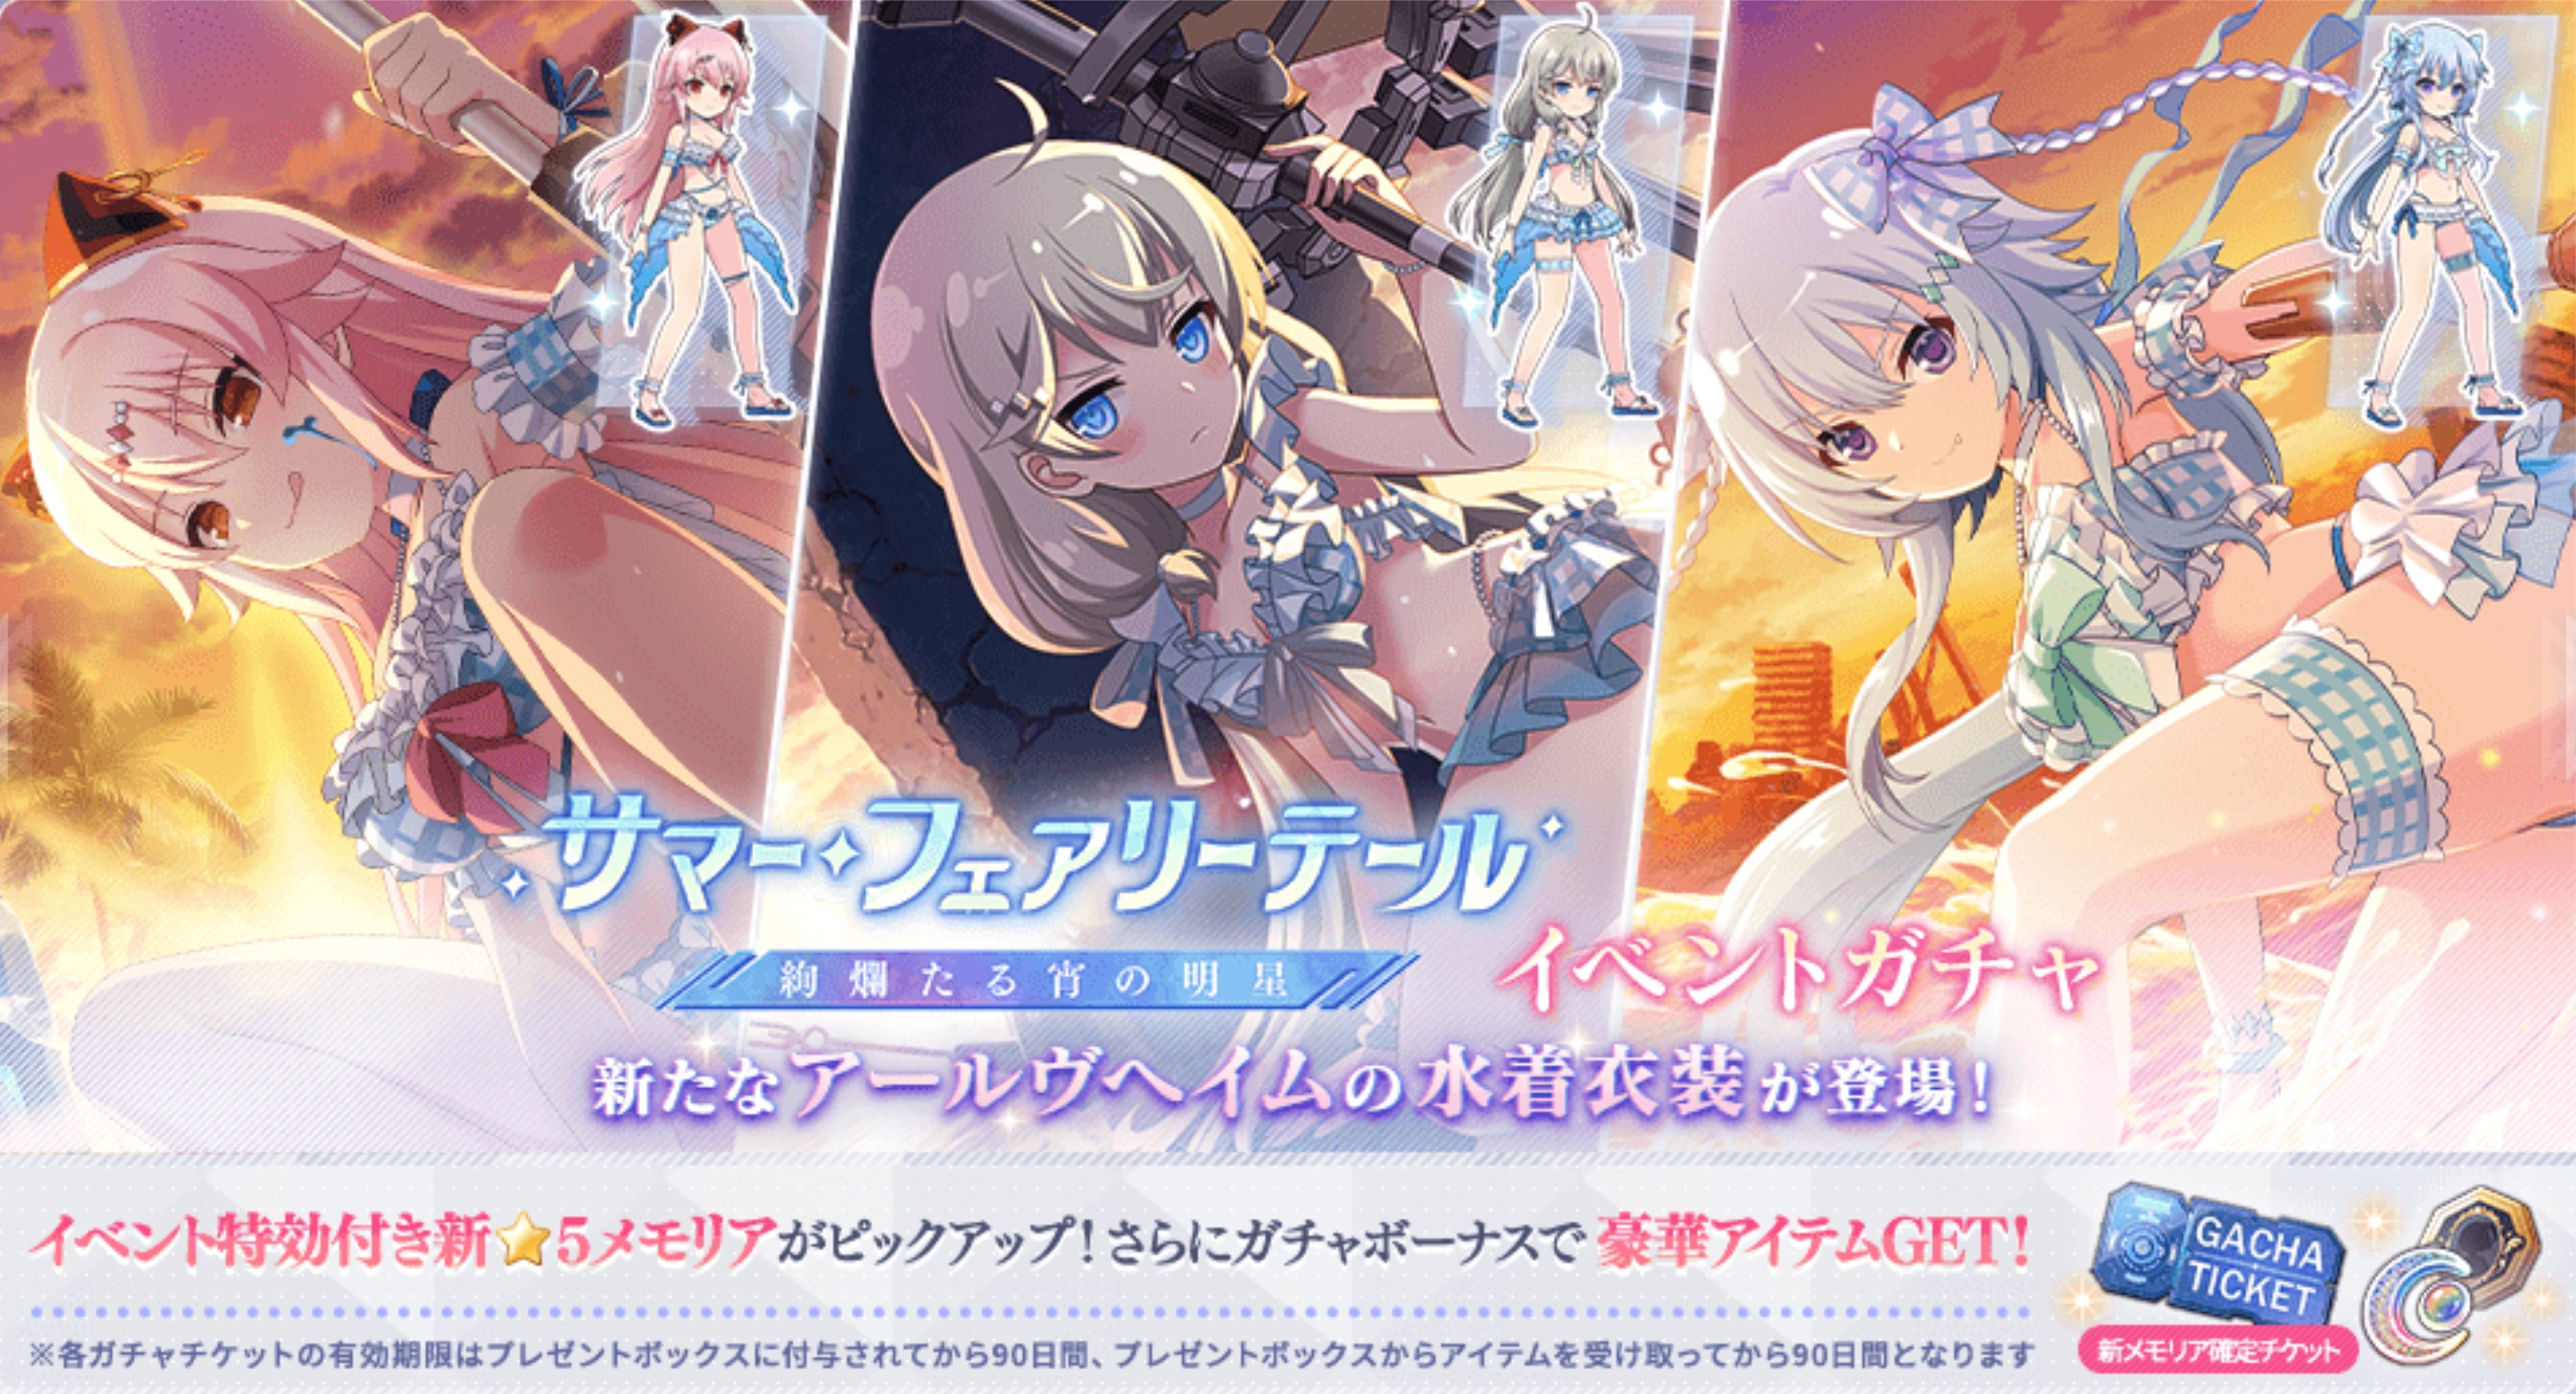 サマー・フェアリーテール
絢爛たる宵の明星
イベントガチャ
新たなアールヴヘイムの水着衣装が登場!
イベント特効付き新★5メモリアがピックアップ!さらにガチャボーナスで豪華アイテムGET!
※各ガチャチケットの有効期限はプレゼントボックスに付与されてから90日間、プレゼントボックスからアイテムを受け取ってから90日間となります
GACHA
TICKET
新メモリア確定チケット